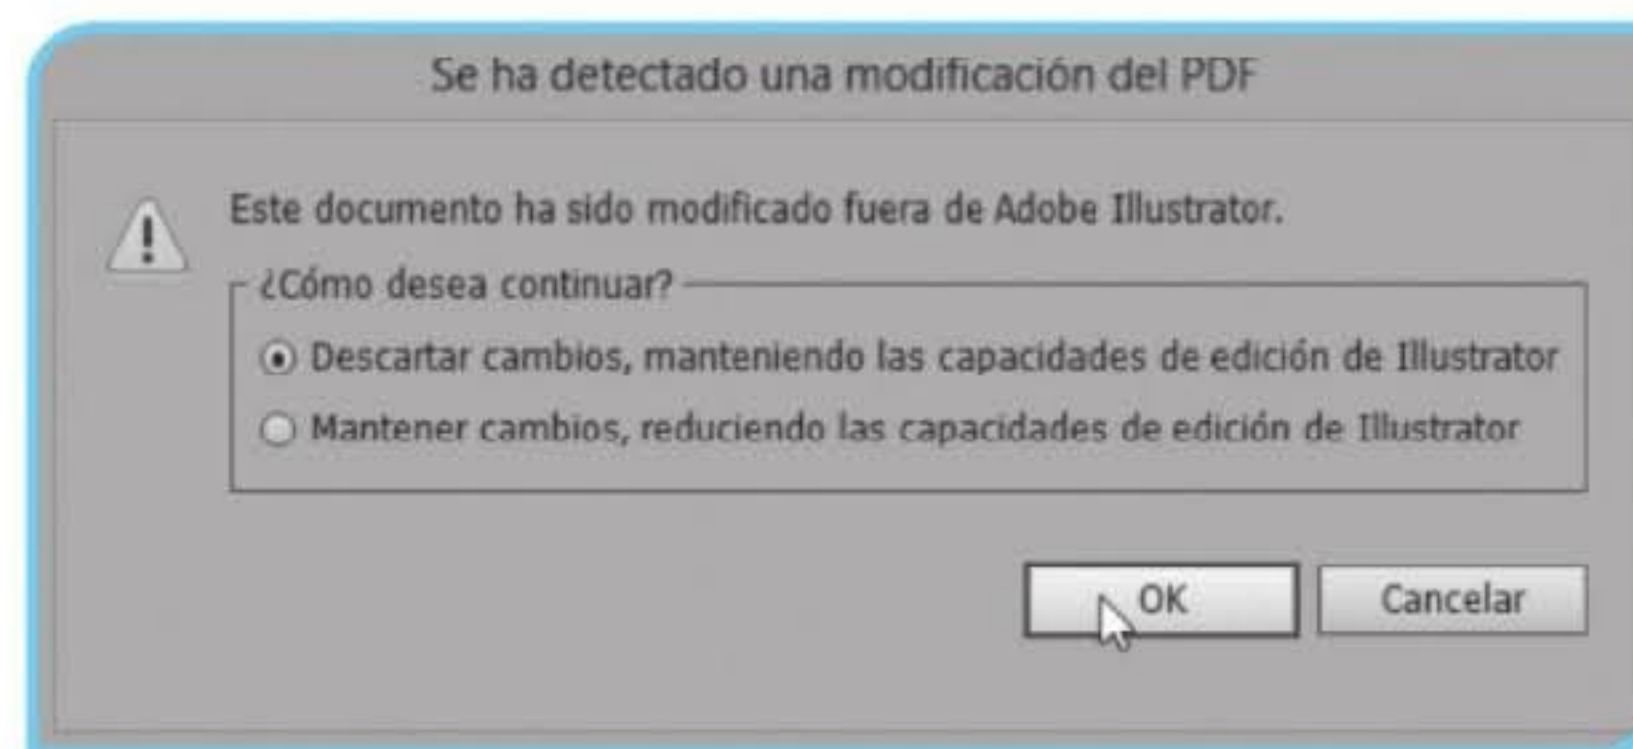 Se ha detectado una modificación del PDF
Este documento ha sido modificado fuera de Adobe Illustrator.
¿Cómo desea continuar?
Descartar cambios, manteniendo las capacidades de edición de Illustrator
Mantener cambios, reduciendo las capacidades de edición de Illustrator
OK Cancelar